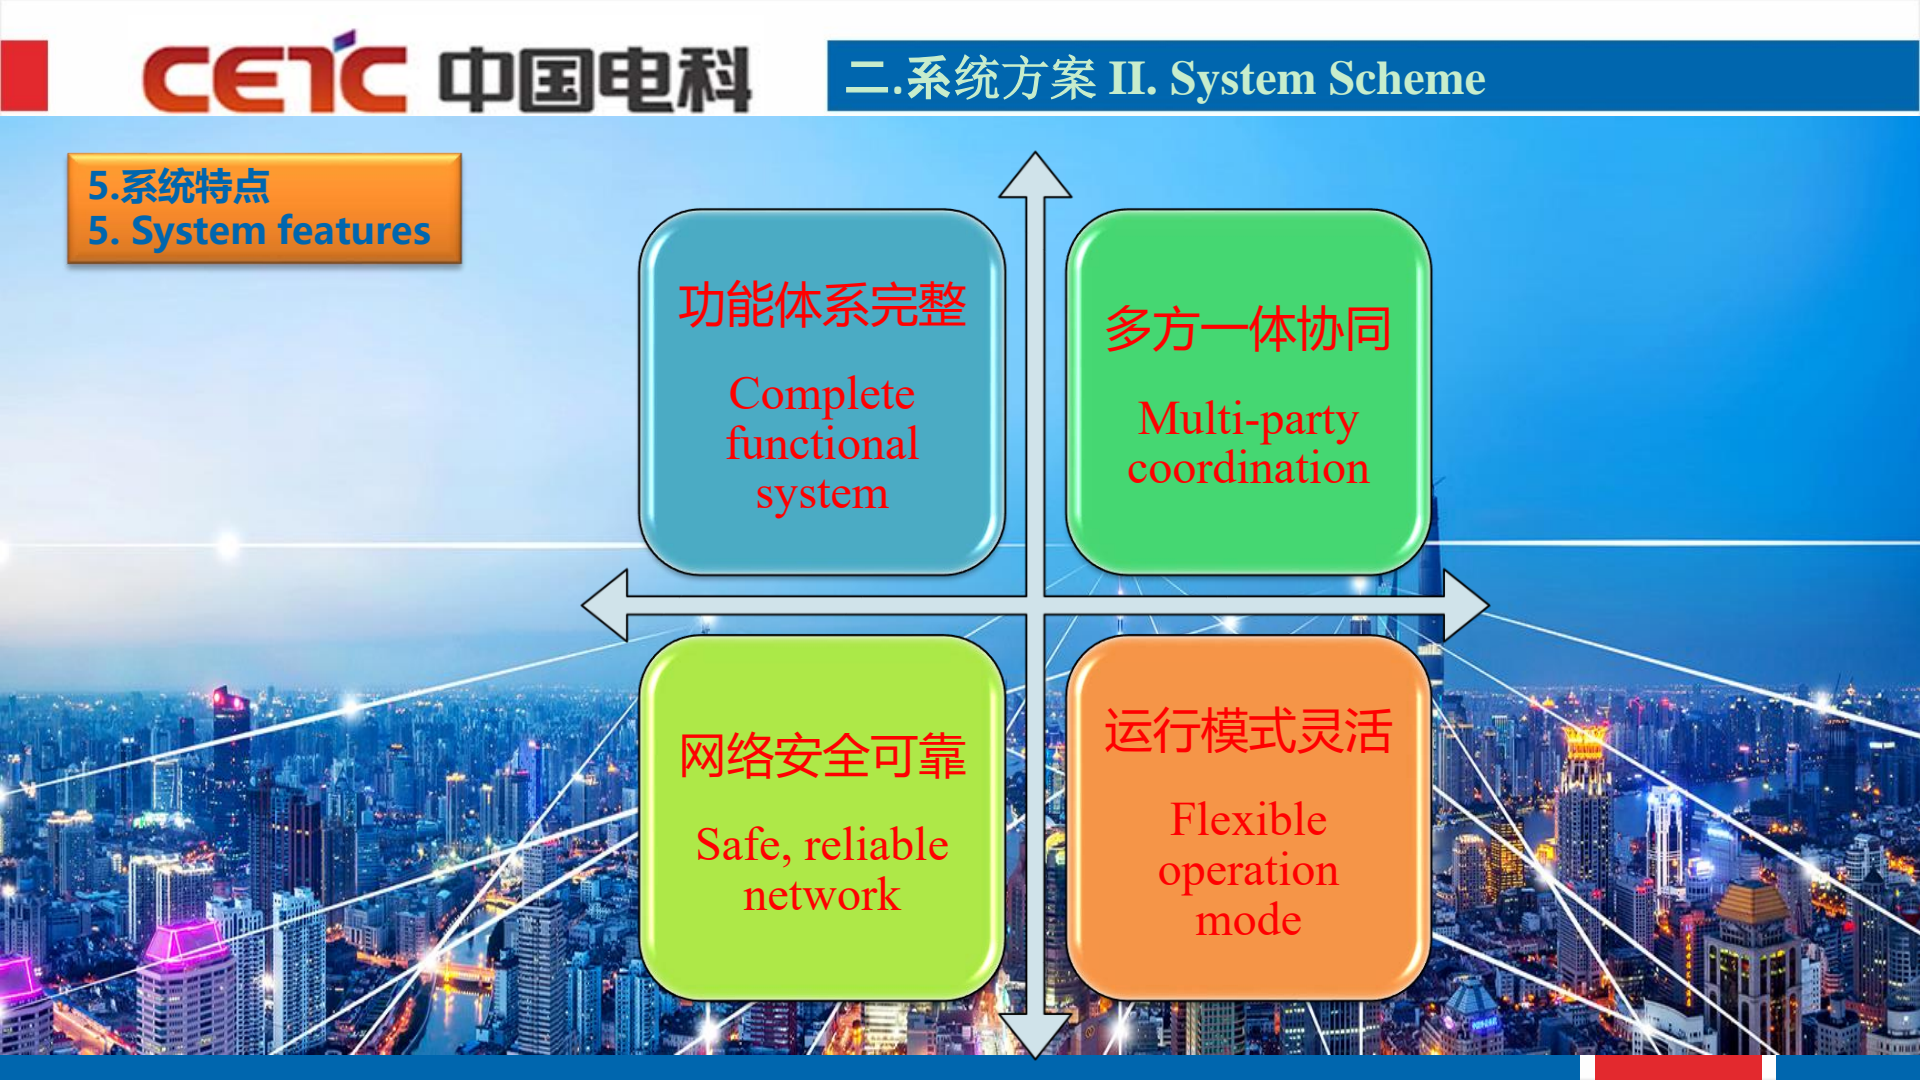 CETC 中国电科
二.系统方案 II. System Scheme
5.系统特点
5. System features
功能体系完整
Complete
functional
system
多方一体协同
Multi-party
coordination
网络安全可靠
Safe, reliable
network
运行模式灵活
Flexible
operation
mode